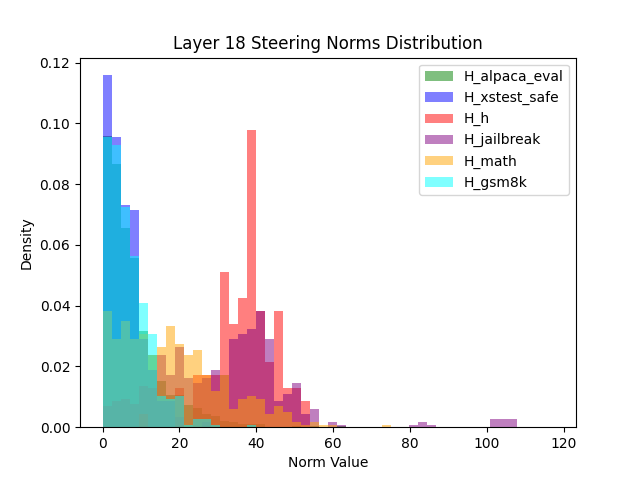 Layer 18 Steering Norms Distribution
H_alpaca_eval
H_xstest_safe
H_h
H_jailbreak
H_math
H_gsm8k
Density
0.12
0.10
0.08
0.06
0.04
0.02
0.00
0 20 40 60 80 100 120
Norm Value